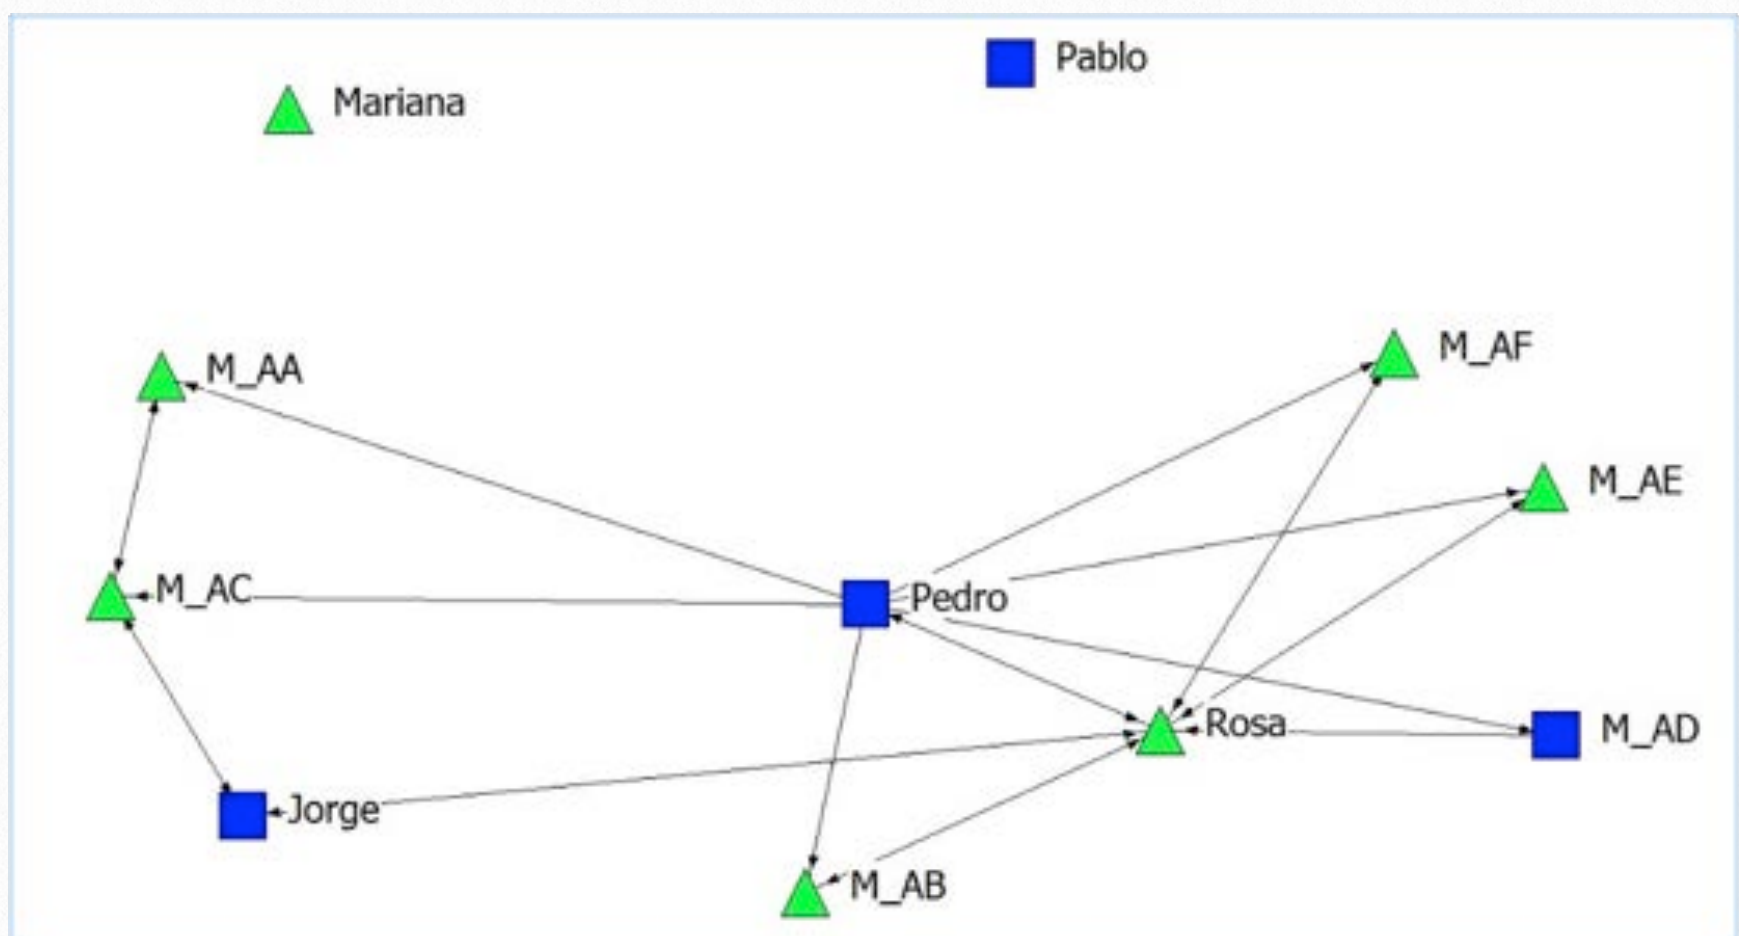 Pablo
Mariana
M_AF
M_AA
M_AE
M_AC
Pedro
Rosa
M_AD
Jorge
M_AB